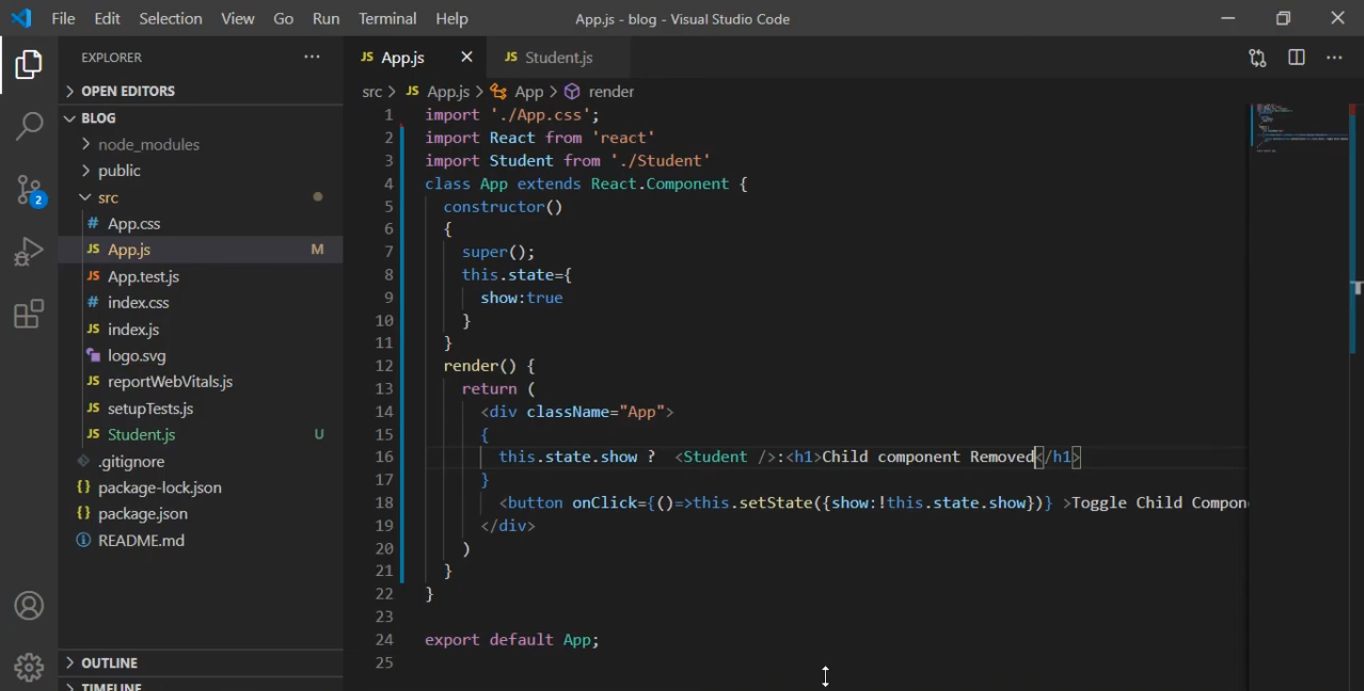 File Edit Selection View Go Run Terminal Help App.js - blog - Visual Studio Code
EXPLORER
OPEN EDITORS
BLOG
node_modules
public
src
# App.css
JS App.js M
JS App.test.js
# index.css
JS index.js
logo.svg
JS reportWebVitals.js
JS setupTests.js
JS Student.js U
.gitignore
{} package-lock.json
{} package.json
README.md
OUTLINE
TIMELINE
2
JS App.js JS Student.js
src > JS App.js > App > render
1 import './App.css';
2 import React from 'react'
3 import Student from './Student'
4 class App extends React.Component {
5 constructor()
6 {
7 super();
8 this.state={
9 show:true
10 }
11 }
12 render() {
13 return (
14 <div className="App">
15 {
16 this.state.show ?  <Student />:<h1>Child component Removed</h1>
17 }
18 <button onClick={()=>this.setState({show:!this.state.show})} >Toggle Child Compon
19 </div>
20 )
21 }
22 }
23
24 export default App;
25